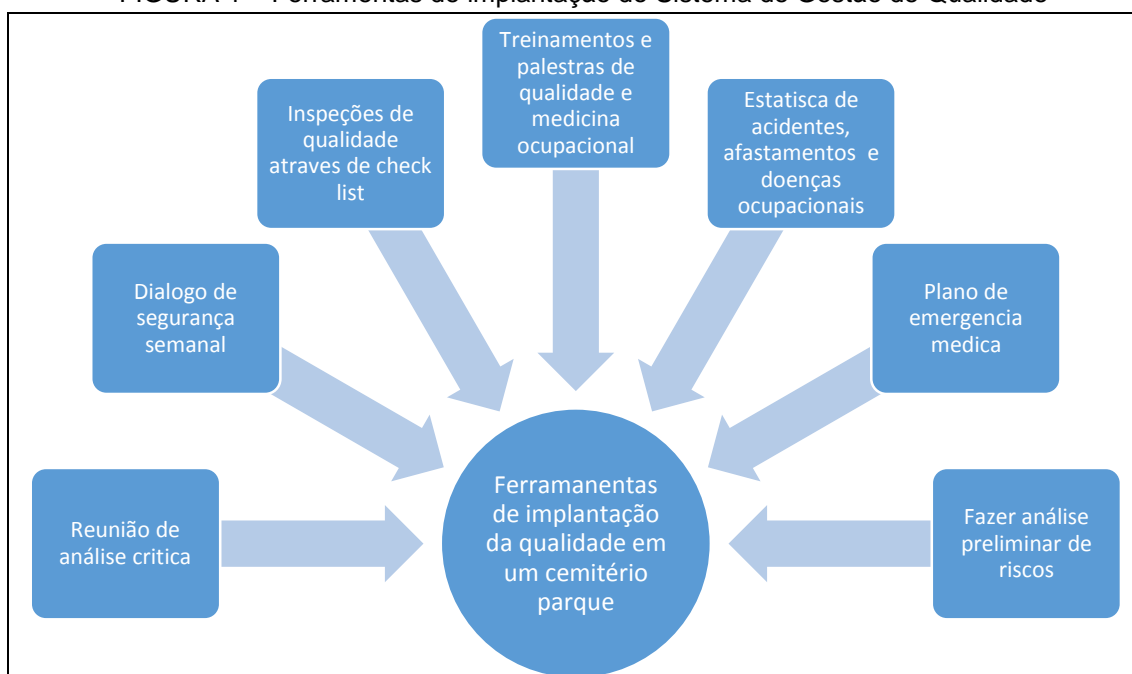 Treinamentos e
palestras de
qualidade e
medicina
ocupacional
Inspeções de
qualidade
atraves de check
list
Estatisca de
acidentes,
afastamentos e
doenças
ocupacionais
Dialogo de
segurança
semanal
Plano de
emergencia
medica
Reunião de
análise critica
Ferramanentas
de implantação
da qualidade em
um cemitério
parque
Fazer análise
preliminar de
riscos